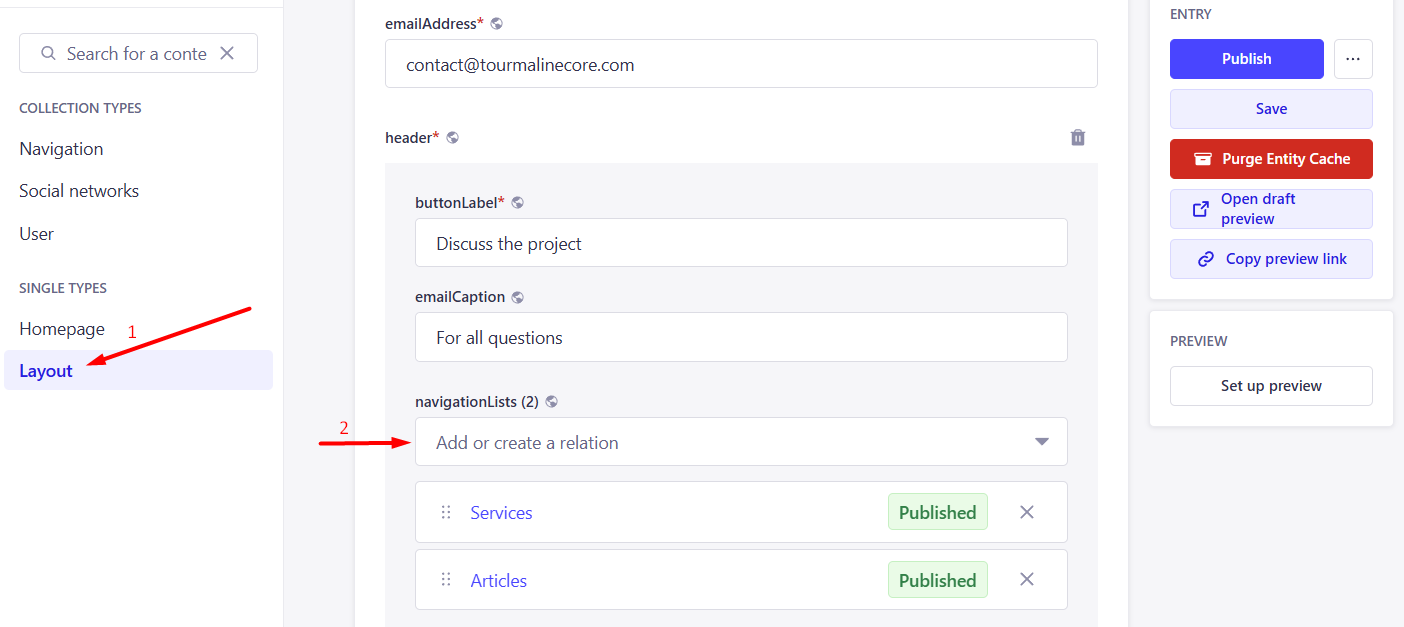 Search for a conte
COLLECTION TYPES
Navigation
Social networks
User
SINGLE TYPES
Homepage
1
Layout
emailAddress*
contact@tourmalinecore.com
header*
buttonLabel*
Discuss the project
emailCaption
For all questions
navigationLists (2)
2
Add or create a relation
Services
Published
Articles
Published
ENTRY
Publish
...
Save
Purge Entity Cache
Open draft
preview
Copy preview link
PREVIEW
Set up preview